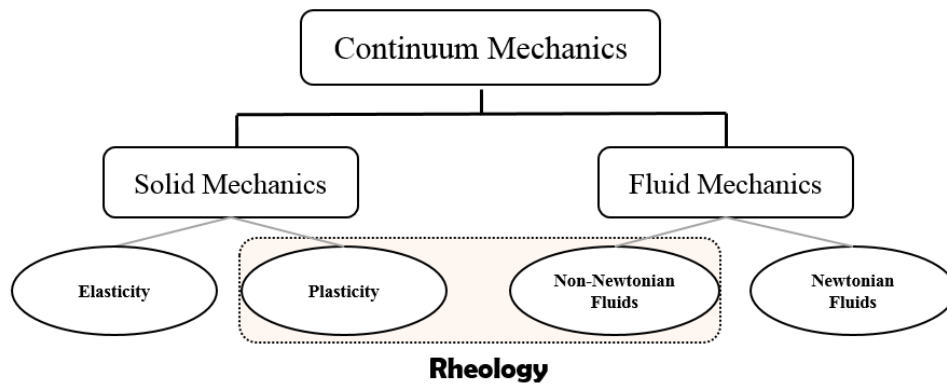 Continuum Mechanics
Solid Mechanics
Fluid Mechanics
Elasticity
Plasticity
Non-Newtonian
Fluids
Newtonian
Fluids
Rheology